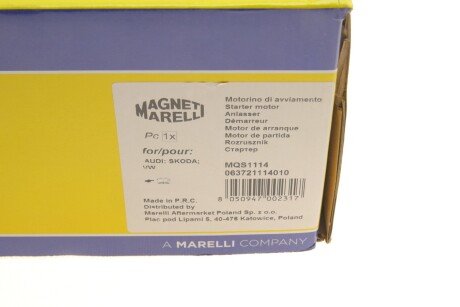 MAGNETI
MARELLI
Pc 1x
for/pour:
AUDI; SKODA;
VW
Motorino di avviamento
Starter motor
Anlasser
Démarreur
Motor de arranque
Motor de partida
Rozrusznik
Стартер
MQS1114
063721114010
8 050947 002317
Made in P.R.C.
Distributed by
Marelli Aftermarket Poland Sp. z o.o.
Plac pod Lipami 5, 40-476 Katowice, Poland
A MARELLI COMPANY